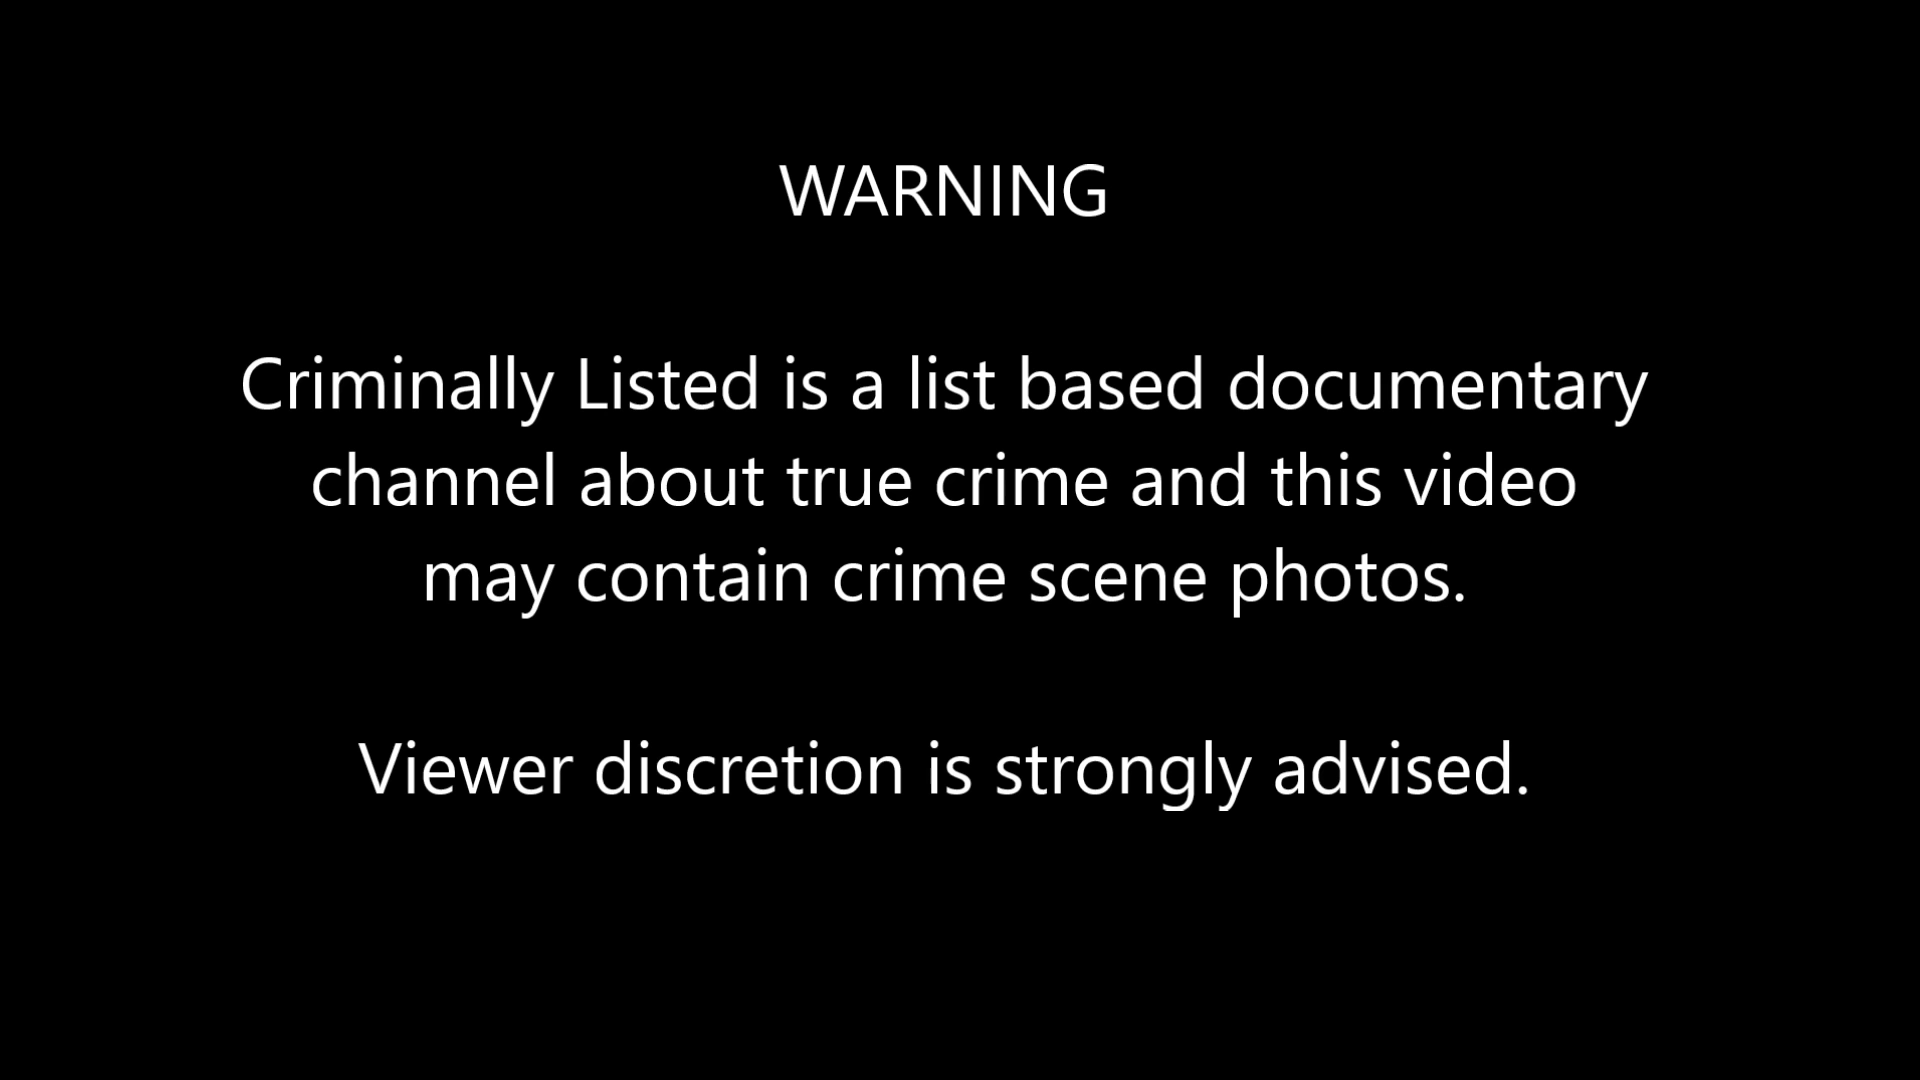 WARNING
Criminally Listed is a list based documentary
channel about true crime and this video
may contain crime scene photos.
Viewer discretion is strongly advised.